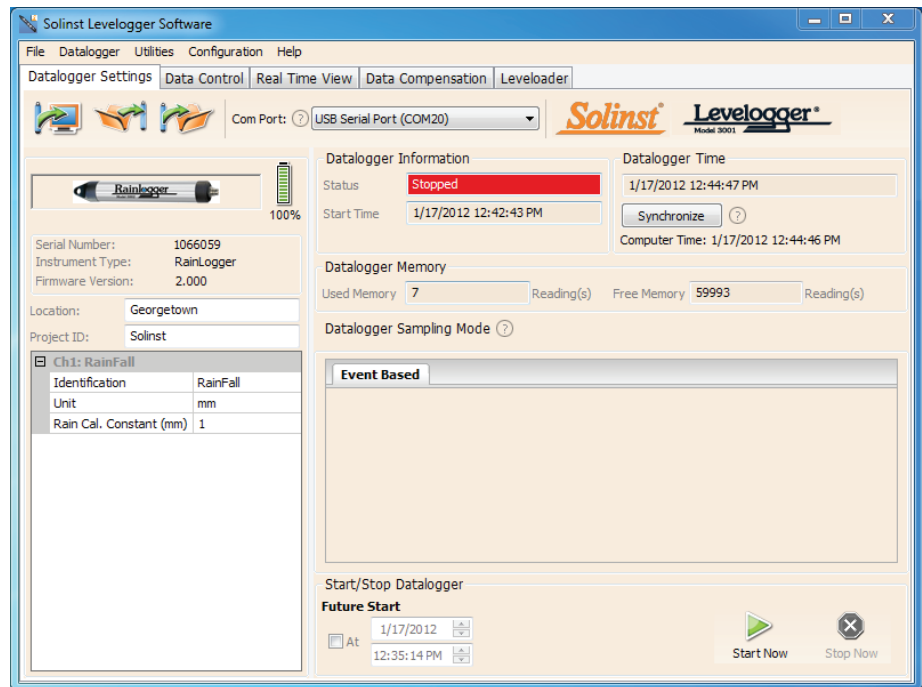 Solinst Levelogger Software
File Datalogger Utilities Configuration Help
Datalogger Settings Data Control Real Time View Data Compensation Leveloader
Com Port: ? USB Serial Port (COM20)
Solinst
Levelogger
Model 3001
Rainlogger
100%
Serial Number: 1066059
Instrument Type: RainLogger
Firmware Version: 2.000
Location: Georgetown
Project ID: Solinst
Ch1: RainFall
Identification RainFall
Unit mm
Rain Cal. Constant (mm) 1
Datalogger Information
Status Stopped
Start Time 1/17/2012 12:42:43 PM
Datalogger Time
1/17/2012 12:44:47 PM
Synchronize ?
Computer Time: 1/17/2012 12:44:46 PM
Datalogger Memory
Used Memory 7 Reading(s) Free Memory 59993 Reading(s)
Datalogger Sampling Mode ?
Event Based
Start/Stop Datalogger
Future Start
At
1/17/2012
12:35:14 PM
Start Now
Stop Now